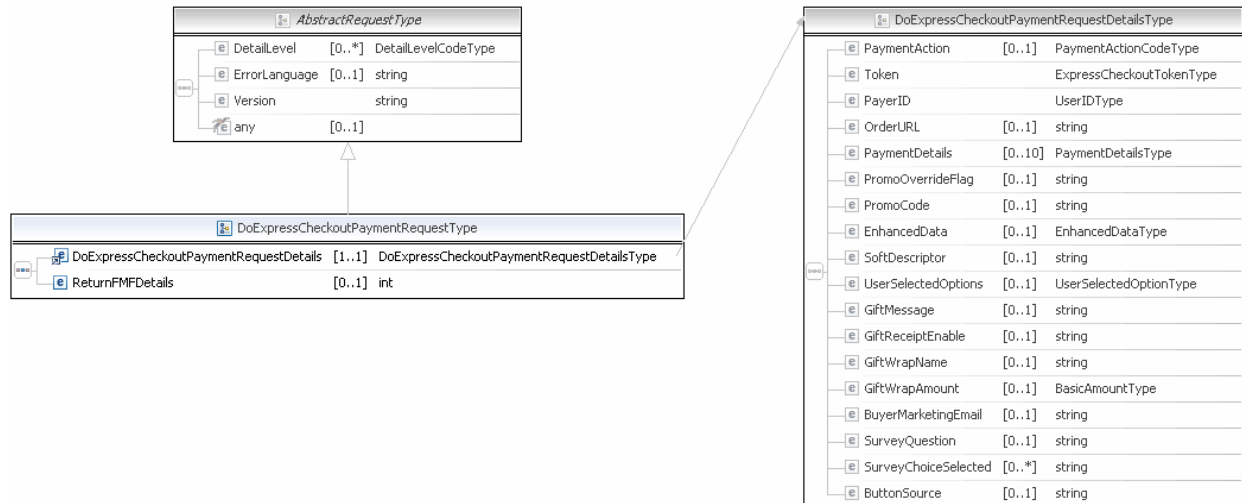 AbstractRequestType
DetailLevel [0..*] DetailLevelCodeType
ErrorLanguage [0..1] string
Version string
any [0..1]
DoExpressCheckoutPaymentRequestType
DoExpressCheckoutPaymentRequestDetails [1..1] DoExpressCheckoutPaymentRequestDetailsType
ReturnFMFDetails [0..1] int
DoExpressCheckoutPaymentRequestDetailsType
PaymentAction [0..1] PaymentActionCodeType
Token ExpressCheckoutTokenType
PayerID UserIDType
OrderURL [0..1] string
PaymentDetails [0..10] PaymentDetailsType
PromoOverrideFlag [0..1] string
PromoCode [0..1] string
EnhancedData [0..1] EnhancedDataType
SoftDescriptor [0..1] string
UserSelectedOptions [0..1] UserSelectedOptionType
GiftMessage [0..1] string
GiftReceiptEnable [0..1] string
GiftWrapName [0..1] string
GiftWrapAmount [0..1] BasicAmountType
BuyerMarketingEmail [0..1] string
SurveyQuestion [0..1] string
SurveyChoiceSelected [0..*] string
ButtonSource [0..1] string